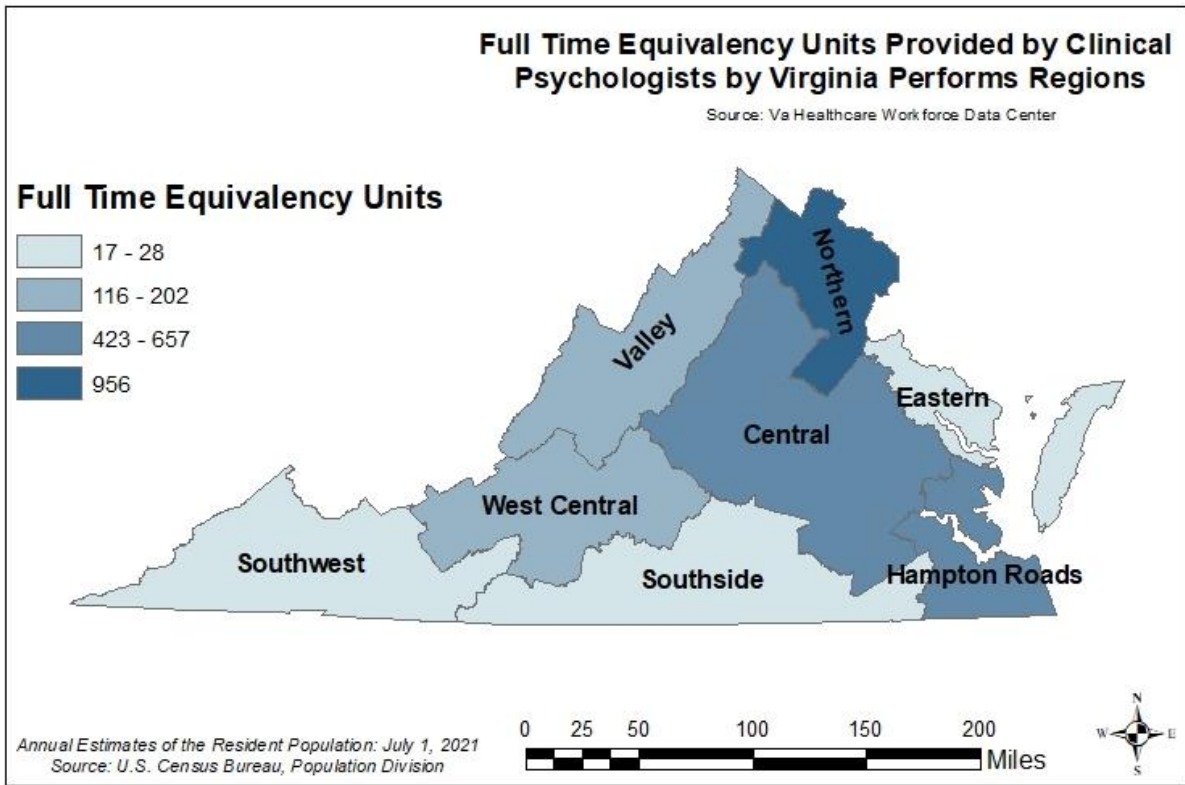 Full Time Equivalency Units Provided by Clinical
Psychologists by Virginia Performs Regions
Source: Va Healthcare Workforce Data Center
Full Time Equivalency Units
17 - 28
116 - 202
423 - 657
956
Northern
Valley
Eastern
Central
West Central
Southwest
Southside
Hampton Roads
Annual Estimates of the Resident Population: July 1, 2021
Source: U.S. Census Bureau, Population Division
0 25 50 100 150 200
Miles
N
W E
S